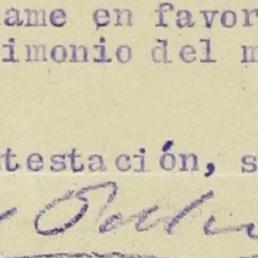 ame en favor
imonio del m
testación, s